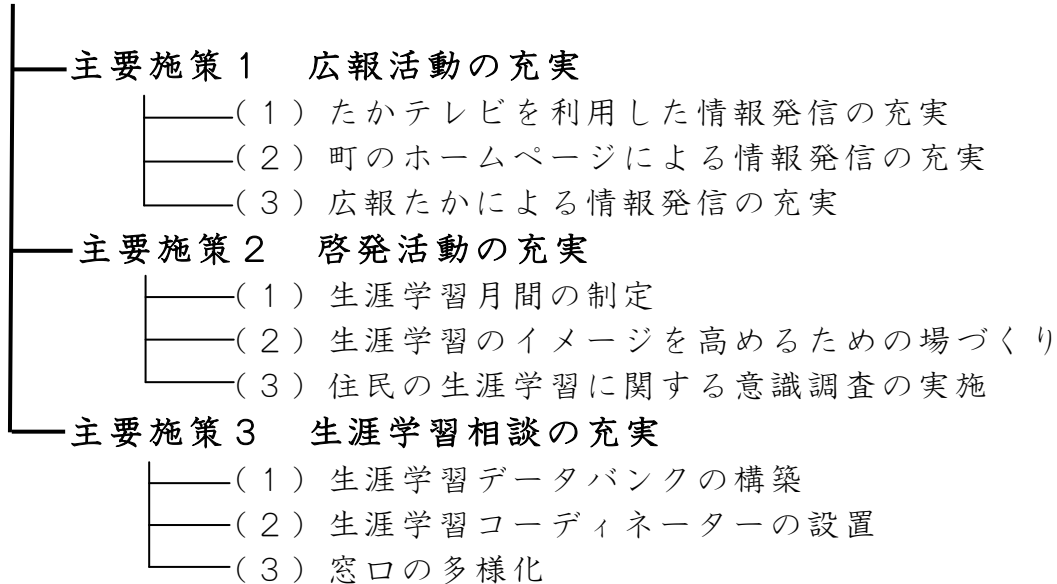 主要施策１　広報活動の充実
（１）たかテレビを利用した情報発信の充実
（２）町のホームページによる情報発信の充実
（３）広報たかによる情報発信の充実
主要施策２　啓発活動の充実
（１）生涯学習月間の制定
（２）生涯学習のイメージを高めるための場づくり
（３）住民の生涯学習に関する意識調査の実施
主要施策３　生涯学習相談の充実
（１）生涯学習データバンクの構築
（２）生涯学習コーディネーターの設置
（３）窓口の多様化